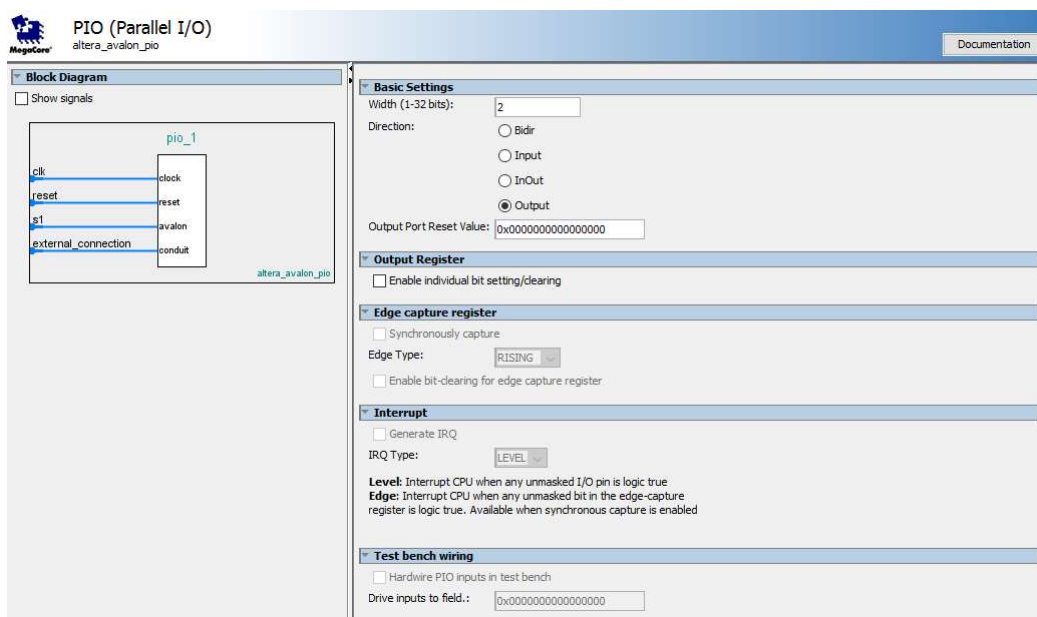 MegaCore'
PIO (Parallel I/O)
altera_avalon_pio
Documentation
Block Diagram
Show signals
pio_1
clk
clock
reset
reset
s1
avalon
external_connection
conduit
altera_avalon_pio
Basic Settings
Width (1-32 bits): 2
Direction: Bidir
Input
InOut
Output
Output Port Reset Value: 0x0000000000000000
Output Register
Enable individual bit setting/clearing
Edge capture register
Synchronously capture
Edge Type: RISING
Enable bit-clearing for edge capture register
Interrupt
Generate IRQ
IRQ Type: LEVEL
Level: Interrupt CPU when any unmasked I/O pin is logic true
Edge: Interrupt CPU when any unmasked bit in the edge-capture
register is logic true. Available when synchronous capture is enabled
Test bench wiring
Hardwire PIO inputs in test bench
Drive inputs to field.: 0x0000000000000000